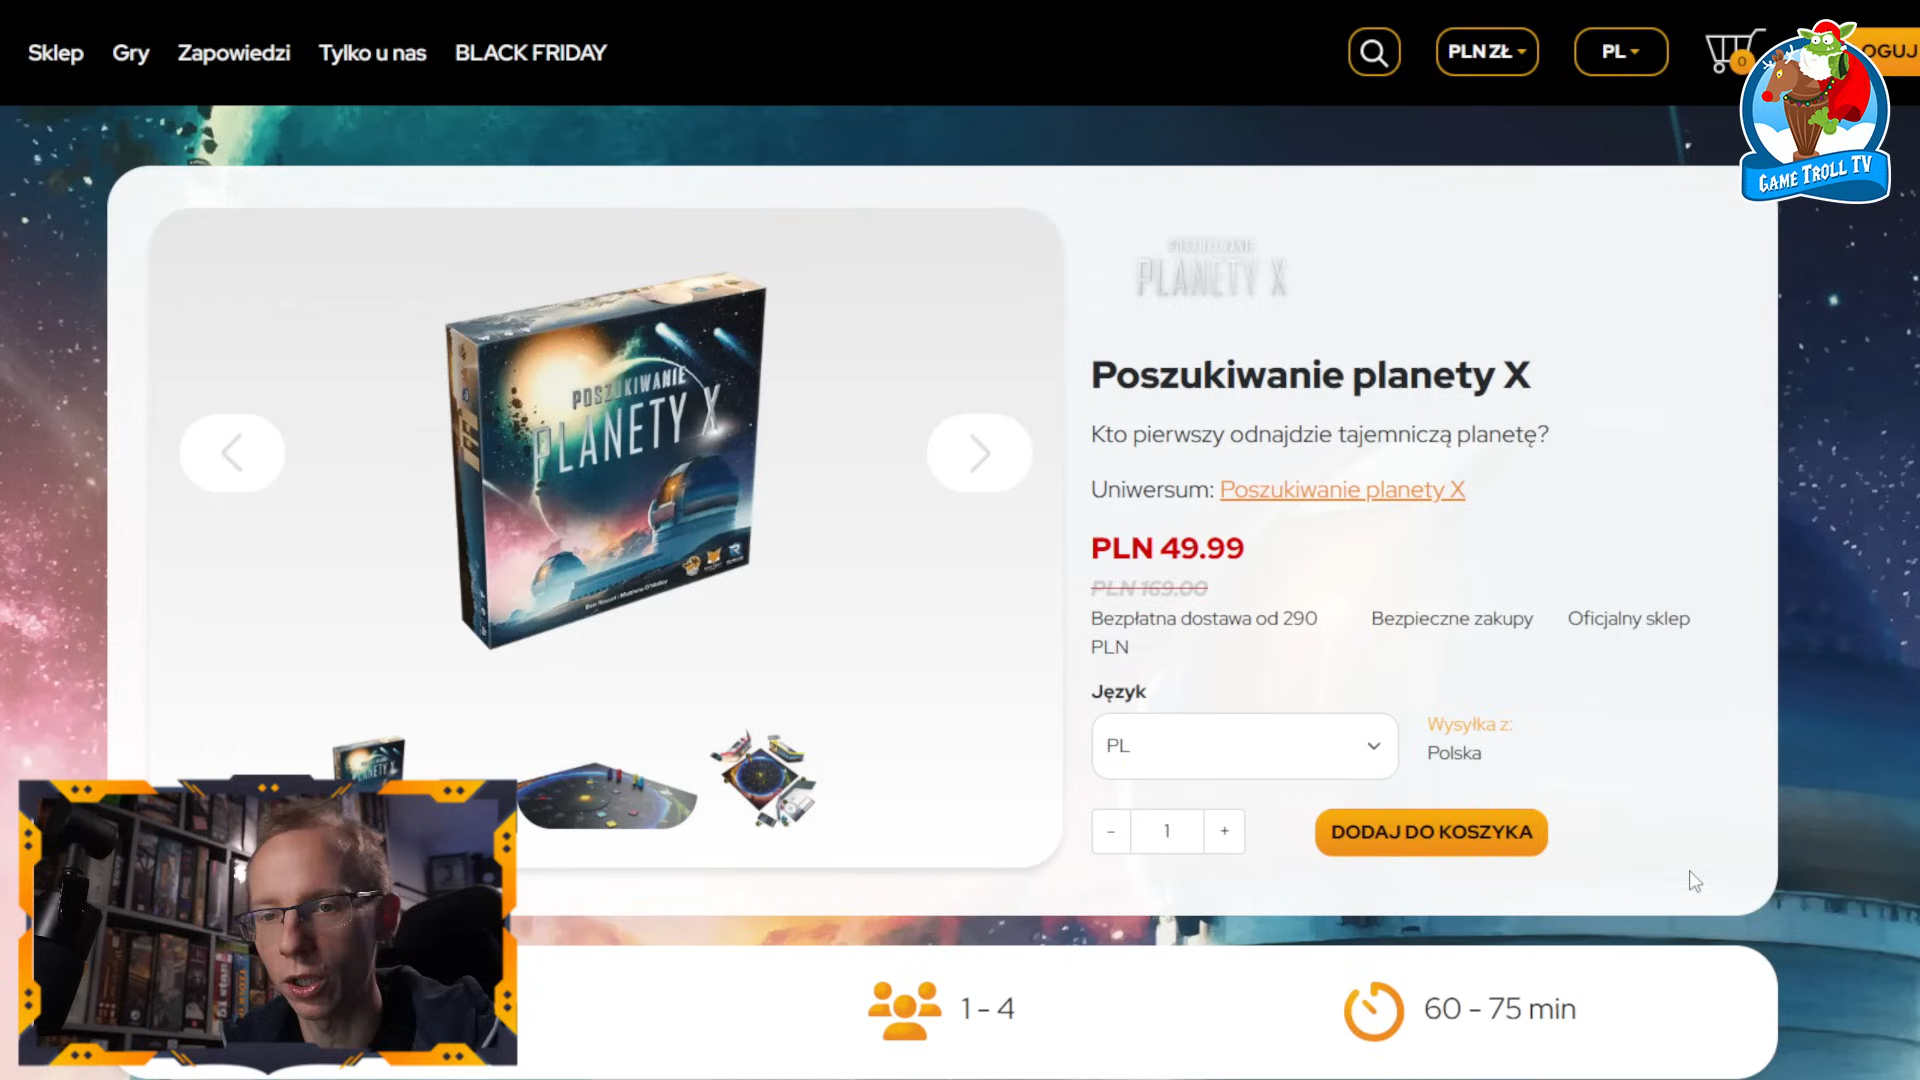 Sklep Gry Zapowiedzi Tylko u nas BLACK FRIDAY
PLN ZŁ PL 0 OGUJ
GAME TROLL TV
POSZUKIWANIE
PLANETY X
POSZUKIWANIE
PLANETY X
Poszukiwanie planety X
Kto pierwszy odnajdzie tajemniczą planetę?
Uniwersum: Poszukiwanie planety X
PLN 49.99
PLN 169.00
Bezpłatna dostawa od 290 Bezpieczne zakupy Oficjalny sklep
PLN
Język
PL
Wysyłka z:
Polska
- 1 +
DODAJ DO KOSZYKA
1 - 4
60 - 75 min